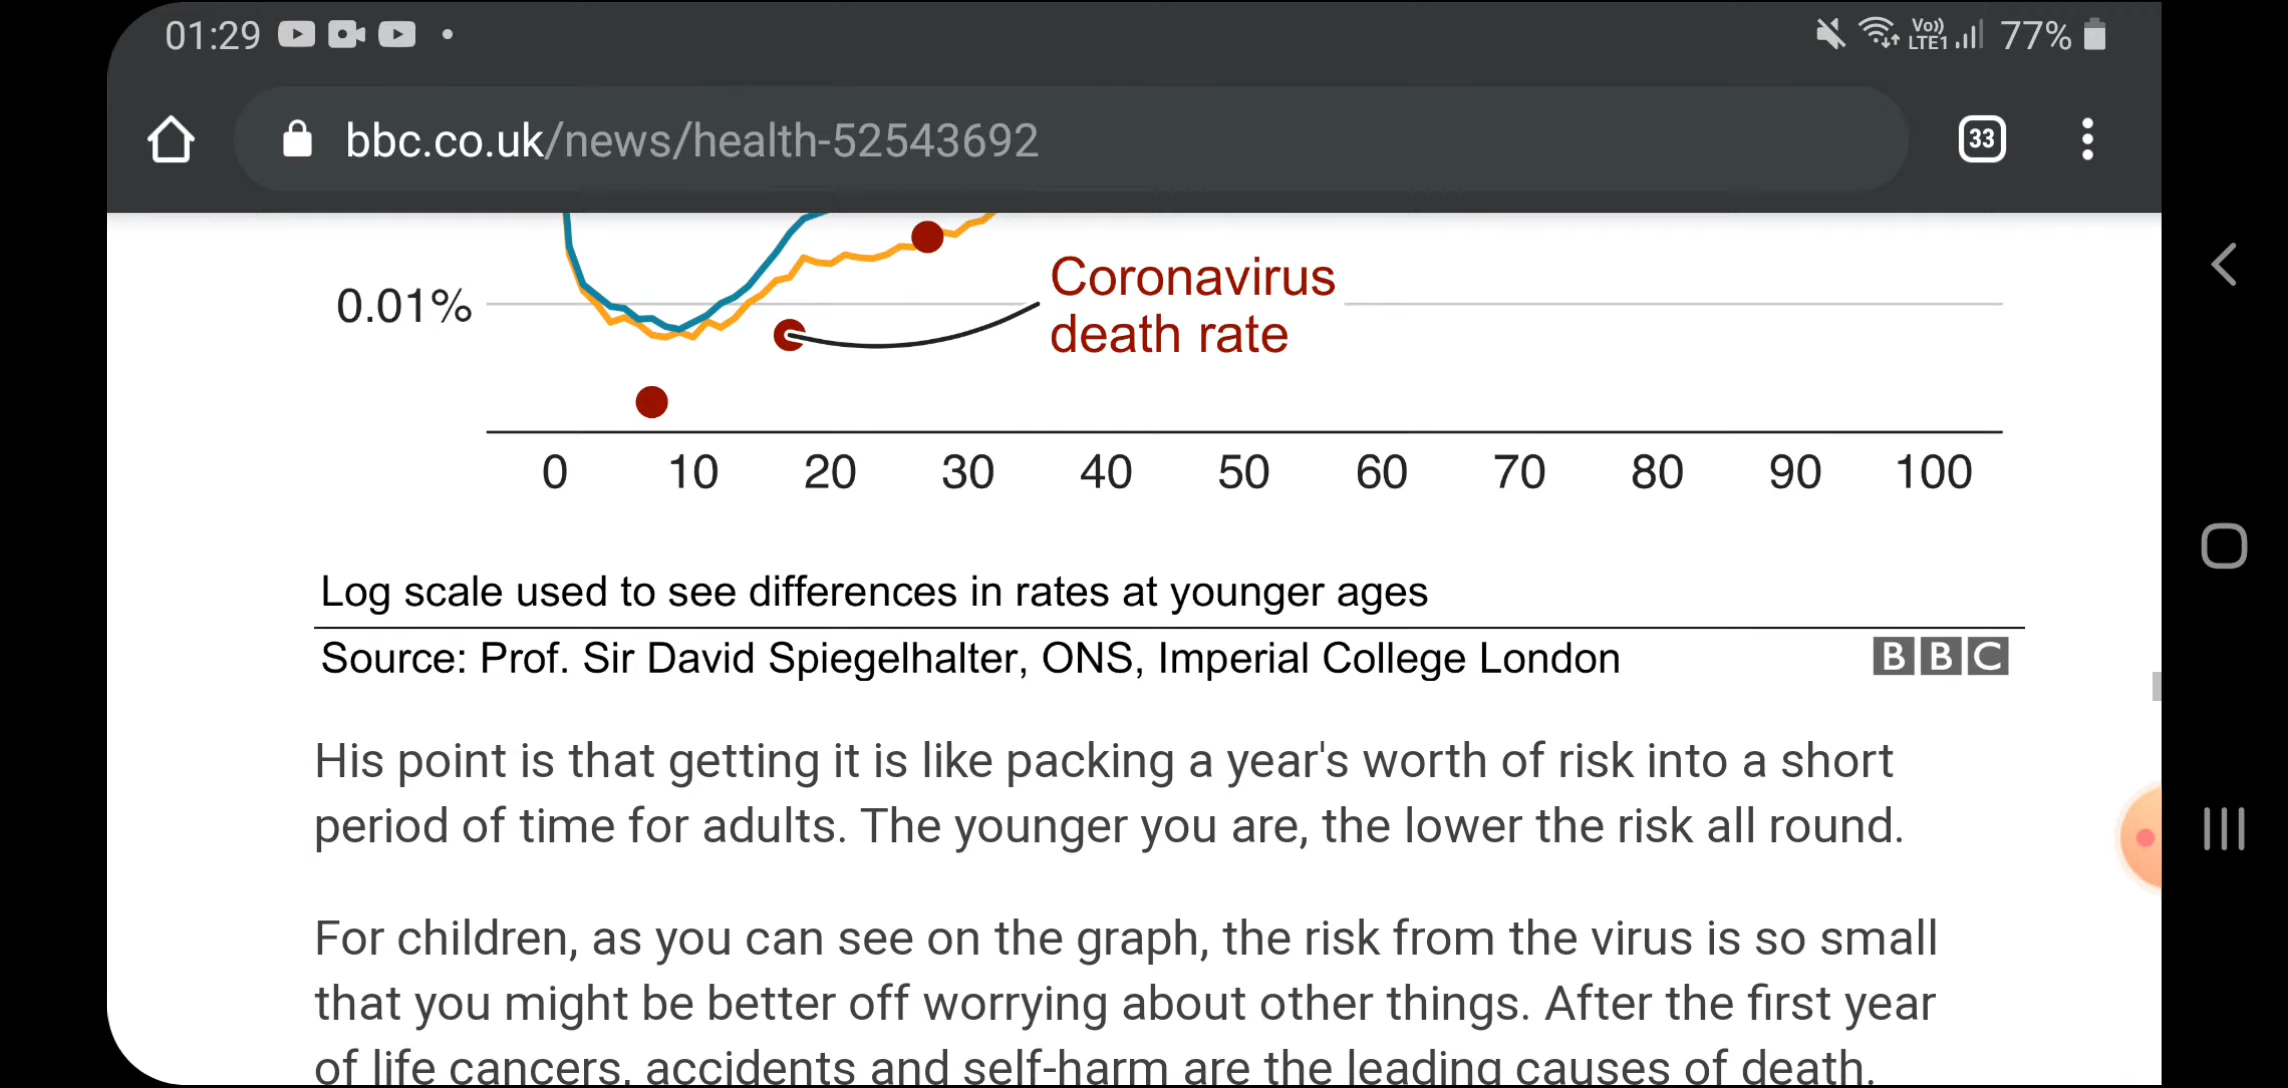 01:29
Vo)) LTE1 77%
bbc.co.uk/news/health-52543692
33
Coronavirus
death rate
0.01%
0 10 20 30 40 50 60 70 80 90 100
Log scale used to see differences in rates at younger ages
Source: Prof. Sir David Spiegelhalter, ONS, Imperial College London
BBC
His point is that getting it is like packing a year's worth of risk into a short
period of time for adults. The younger you are, the lower the risk all round.
For children, as you can see on the graph, the risk from the virus is so small
that you might be better off worrying about other things. After the first year
of life cancers, accidents and self-harm are the leading causes of death.